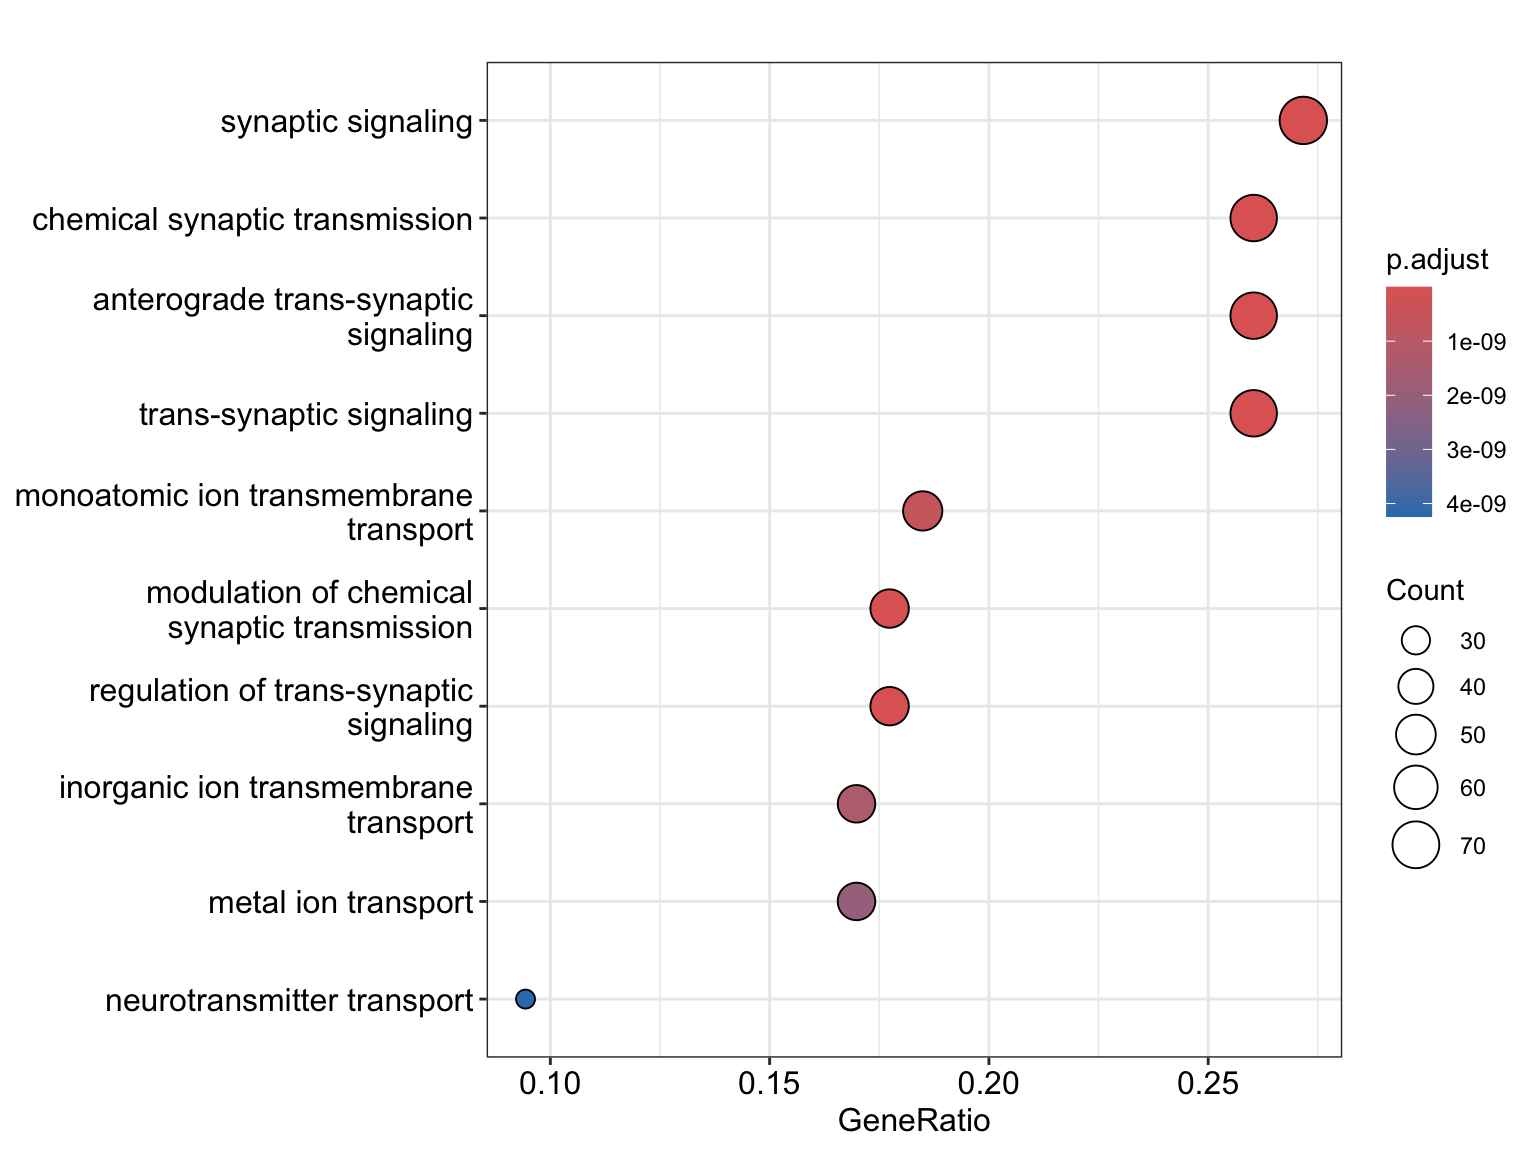 synaptic signaling
chemical synaptic transmission
anterograde trans-synaptic
signaling
trans-synaptic signaling
monoatomic ion transmembrane
transport
modulation of chemical
synaptic transmission
regulation of trans-synaptic
signaling
inorganic ion transmembrane
transport
metal ion transport
neurotransmitter transport
0.10 0.15 0.20 0.25
GeneRatio
p.adjust
1e-09
2e-09
3e-09
4e-09
Count
30
40
50
60
70